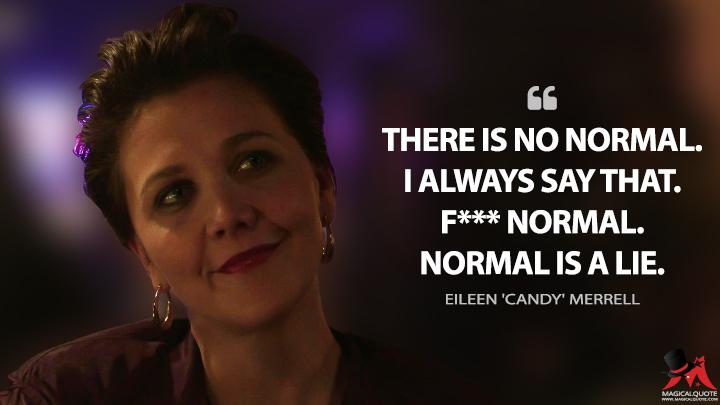 “
THERE IS NO NORMAL.
I ALWAYS SAY THAT.
F*** NORMAL.
NORMAL IS A LIE.
EILEEN 'CANDY' MERRELL
MAGICALQUOTE
WWW.MAGICALQUOTE.COM